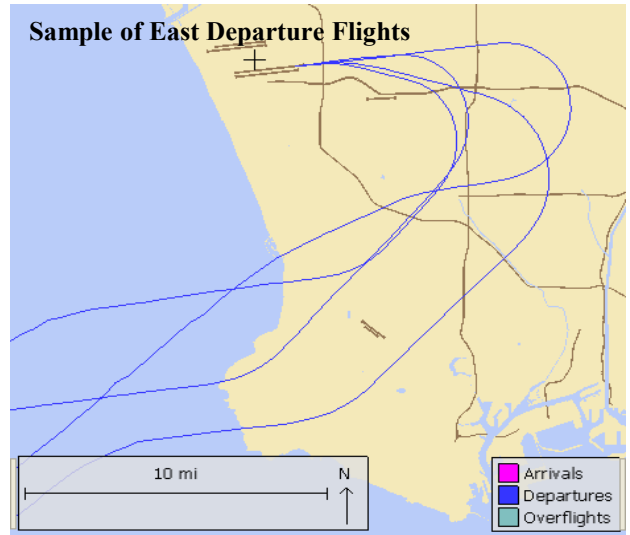 Sample of East Departure Flights
10 mi
N
Arrivals
Departures
Overflights